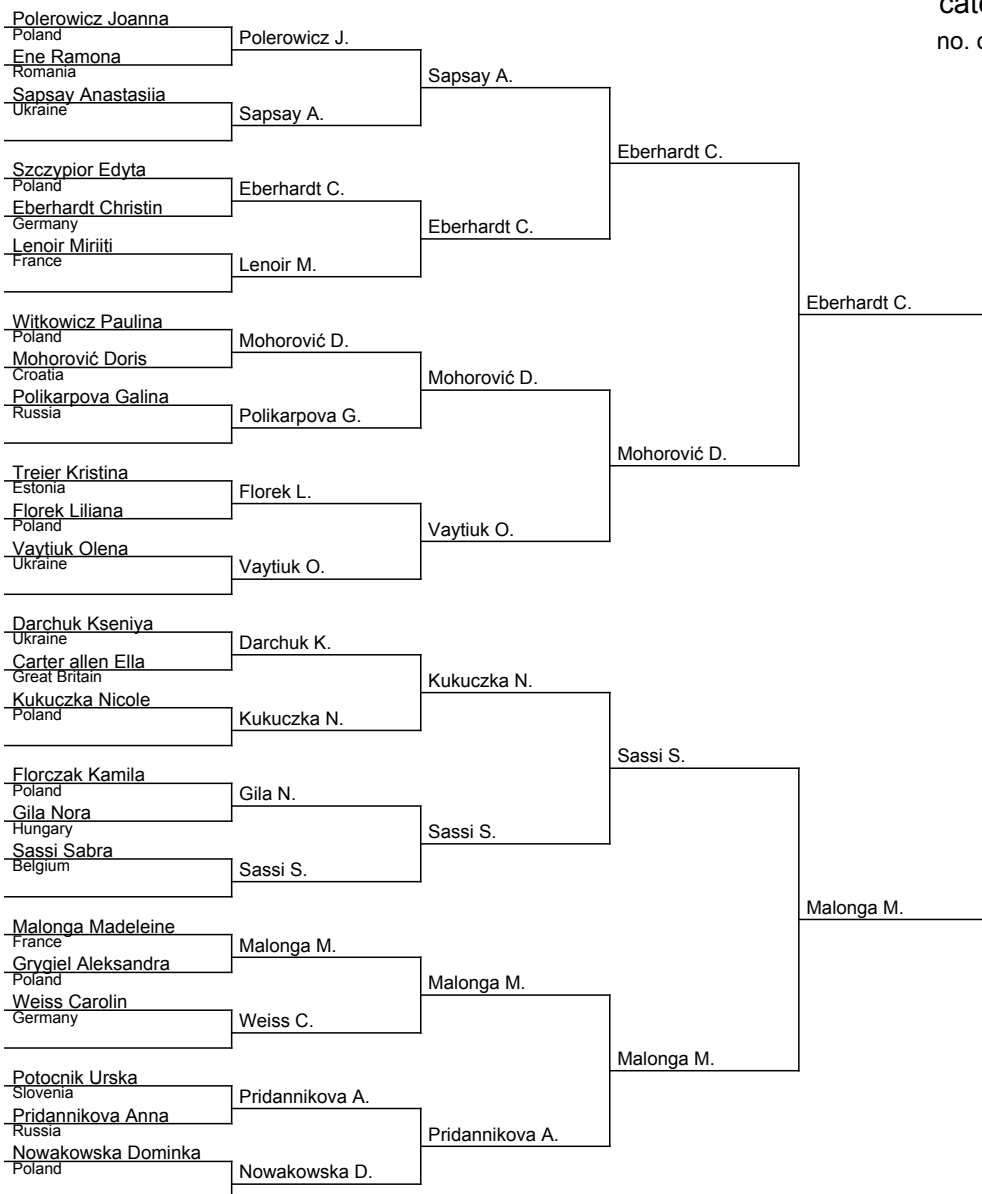 cat
no.
Polerowicz Joanna
Poland
Ene Ramona
Romania
Sapsay Anastasiia
Ukraine
Szczypior Edyta
Poland
Eberhardt Christin
Germany
Lenoir Miriiti
France
Witkowicz Paulina
Poland
Mohorović Doris
Croatia
Polikarpova Galina
Russia
Treier Kristina
Estonia
Florek Liliana
Poland
Vaytiuk Olena
Ukraine
Darchuk Kseniya
Ukraine
Carter allen Ella
Great Britain
Kukuczka Nicole
Poland
Florczak Kamila
Poland
Gila Nora
Hungary
Sassi Sabra
Belgium
Malonga Madeleine
France
Grygiel Aleksandra
Poland
Weiss Carolin
Germany
Potocnik Urska
Slovenia
Pridannikova Anna
Russia
Nowakowska Dominka
Poland
Polerowicz J.
Sapsay A.
Eberhardt C.
Lenoir M.
Mohorović D.
Polikarpova G.
Florek L.
Vaytiuk O.
Darchuk K.
Kukuczka N.
Gila N.
Sassi S.
Malonga M.
Weiss C.
Pridannikova A.
Nowakowska D.
Sapsay A.
Eberhardt C.
Mohorović D.
Vaytiuk O.
Kukuczka N.
Sassi S.
Malonga M.
Pridannikova A.
Eberhardt C.
Mohorović D.
Sassi S.
Malonga M.
Eberhardt C.
Malonga M.